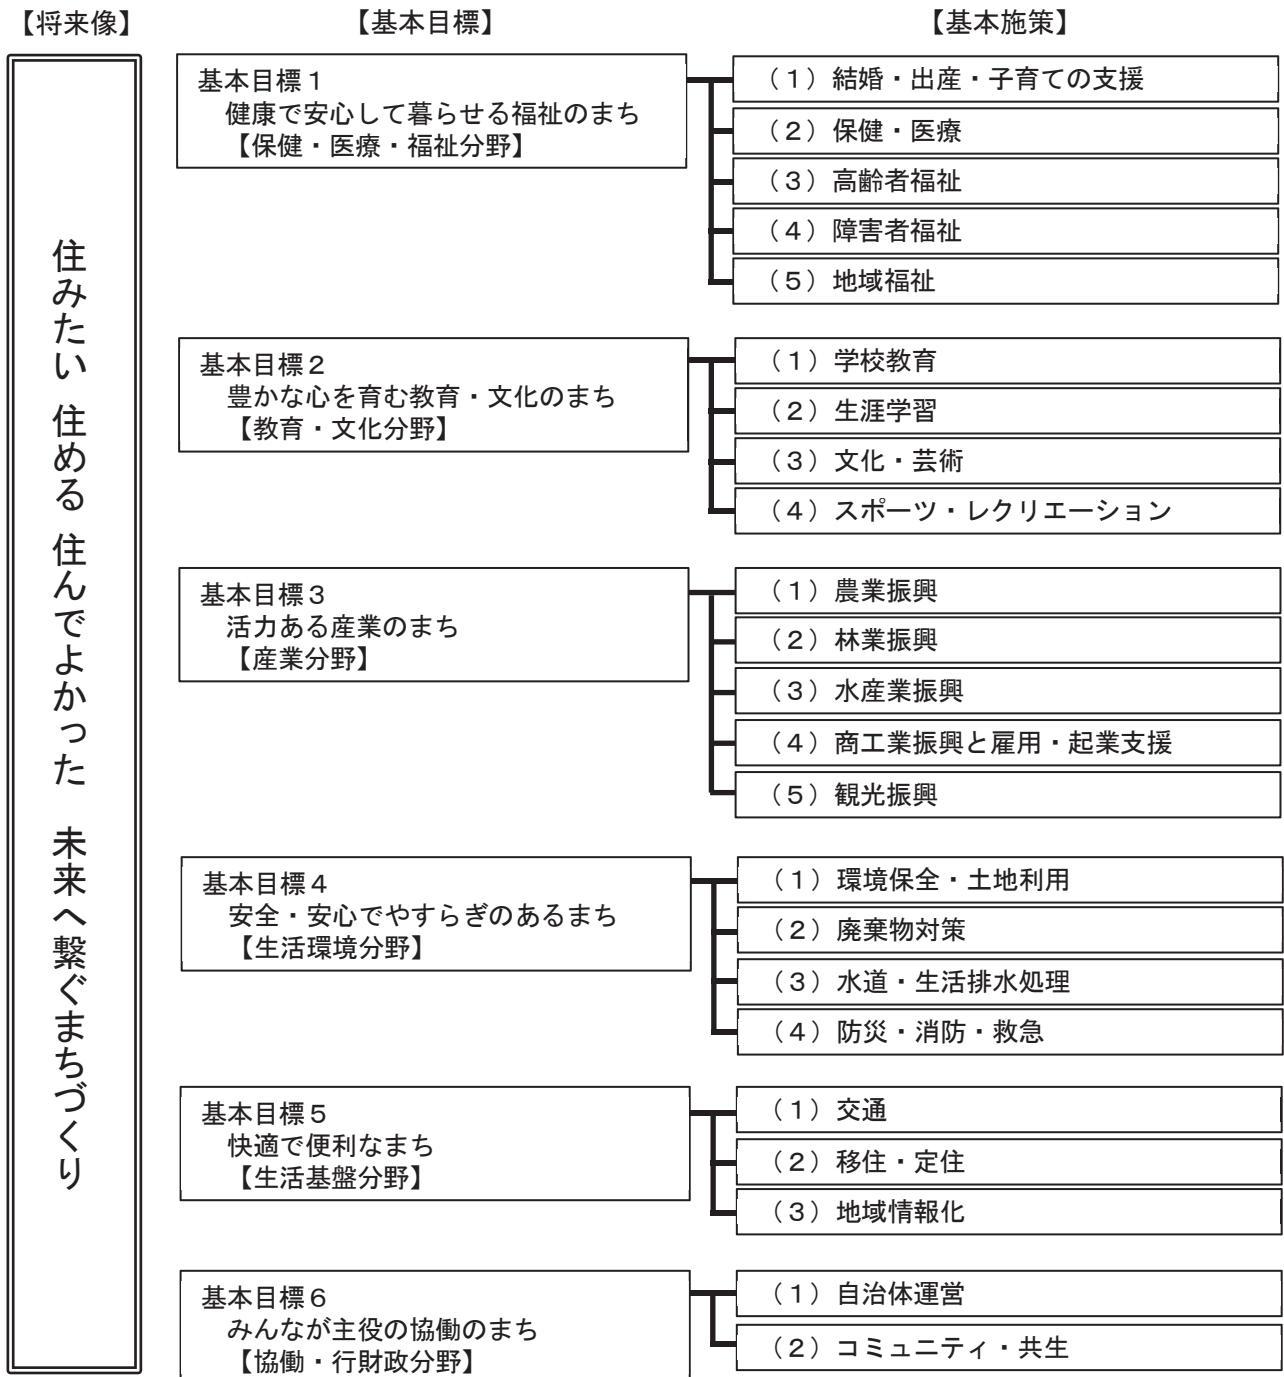 【将来像】
【基本目標】
【基本施策】
住みたい 住める 住んでよかった 未来へ繋ぐまちづくり
基本目標1
健康で安心して暮らせる福祉のまち
【保健・医療・福祉分野】
(1)結婚・出産・子育ての支援
(2)保健・医療
(3)高齢者福祉
(4)障害者福祉
(5)地域福祉
基本目標2
豊かな心を育む教育・文化のまち
【教育・文化分野】
(1)学校教育
(2)生涯学習
(3)文化・芸術
(4)スポーツ・レクリエーション
基本目標3
活力ある産業のまち
【産業分野】
(1)農業振興
(2)林業振興
(3)水産業振興
(4)商工業振興と雇用・起業支援
(5)観光振興
基本目標4
安全・安心でやすらぎのあるまち
【生活環境分野】
(1)環境保全・土地利用
(2)廃棄物対策
(3)水道・生活排水処理
(4)防災・消防・救急
基本目標5
快適で便利なまち
【生活基盤分野】
(1)交通
(2)移住・定住
(3)地域情報化
基本目標6
みんなが主役の協働のまち
【協働・行財政分野】
(1)自治体運営
(2)コミュニティ・共生